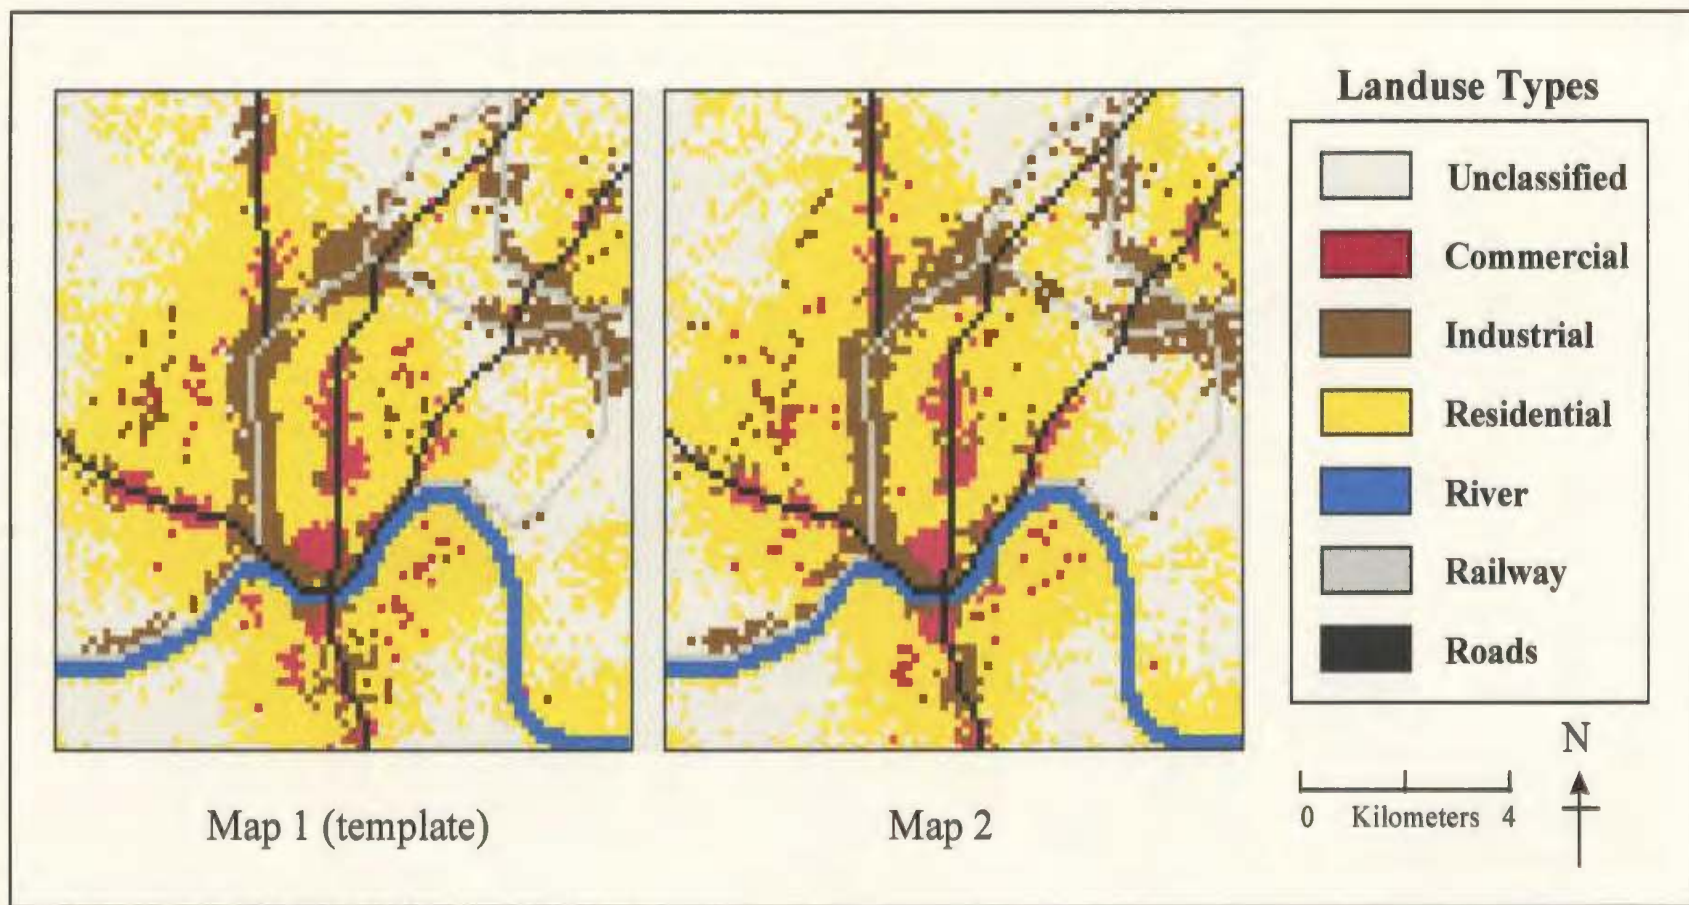 Landuse Types
Unclassified
Commercial
Industrial
Residential
River
Railway
Roads
N
0 Kilometers 4
Map 1 (template)
Map 2